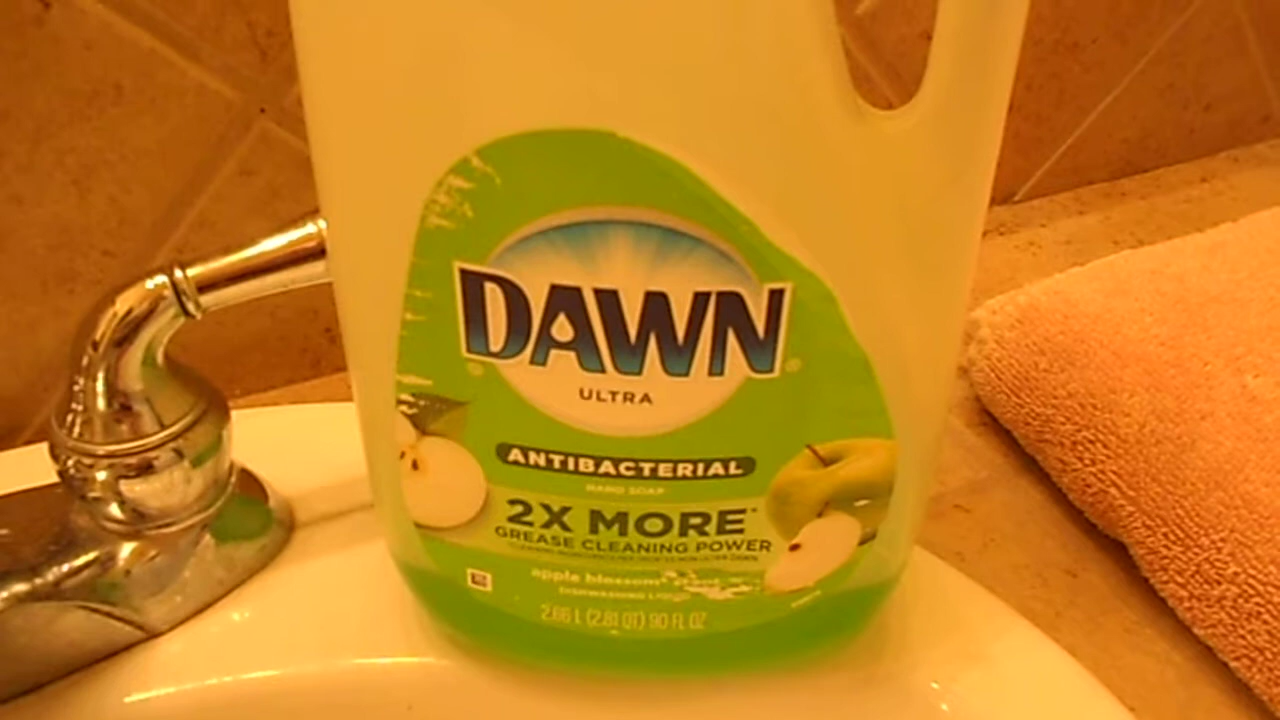 DAWN
ULTRA
ANTIBACTERIAL
HAND SOAP
2X MORE*
GREASE CLEANING POWER
apple blossom
DISHWASHING
2.66 L (2.81 QT) 90 FL OZ